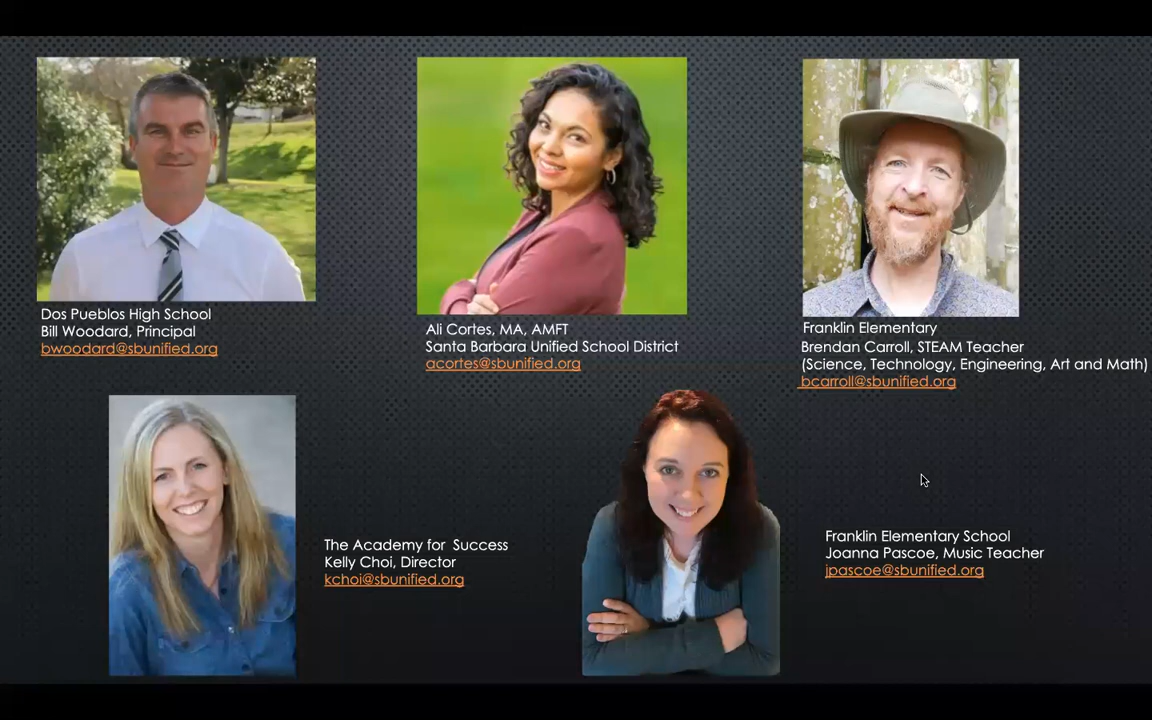 Dos Pueblos High School
Bill Woodard, Principal
bwoodard@sbunified.org
Ali Cortes, MA, AMFT
Santa Barbara Unified School District
acortes@sbunified.org
Franklin Elementary
Brendan Carroll, STEAM Teacher
(Science, Technology, Engineering, Art and Math)
bcarroll@sbunified.org
The Academy for  Success
Kelly Choi, Director
kchoi@sbunified.org
Franklin Elementary School
Joanna Pascoe, Music Teacher
jpascoe@sbunified.org